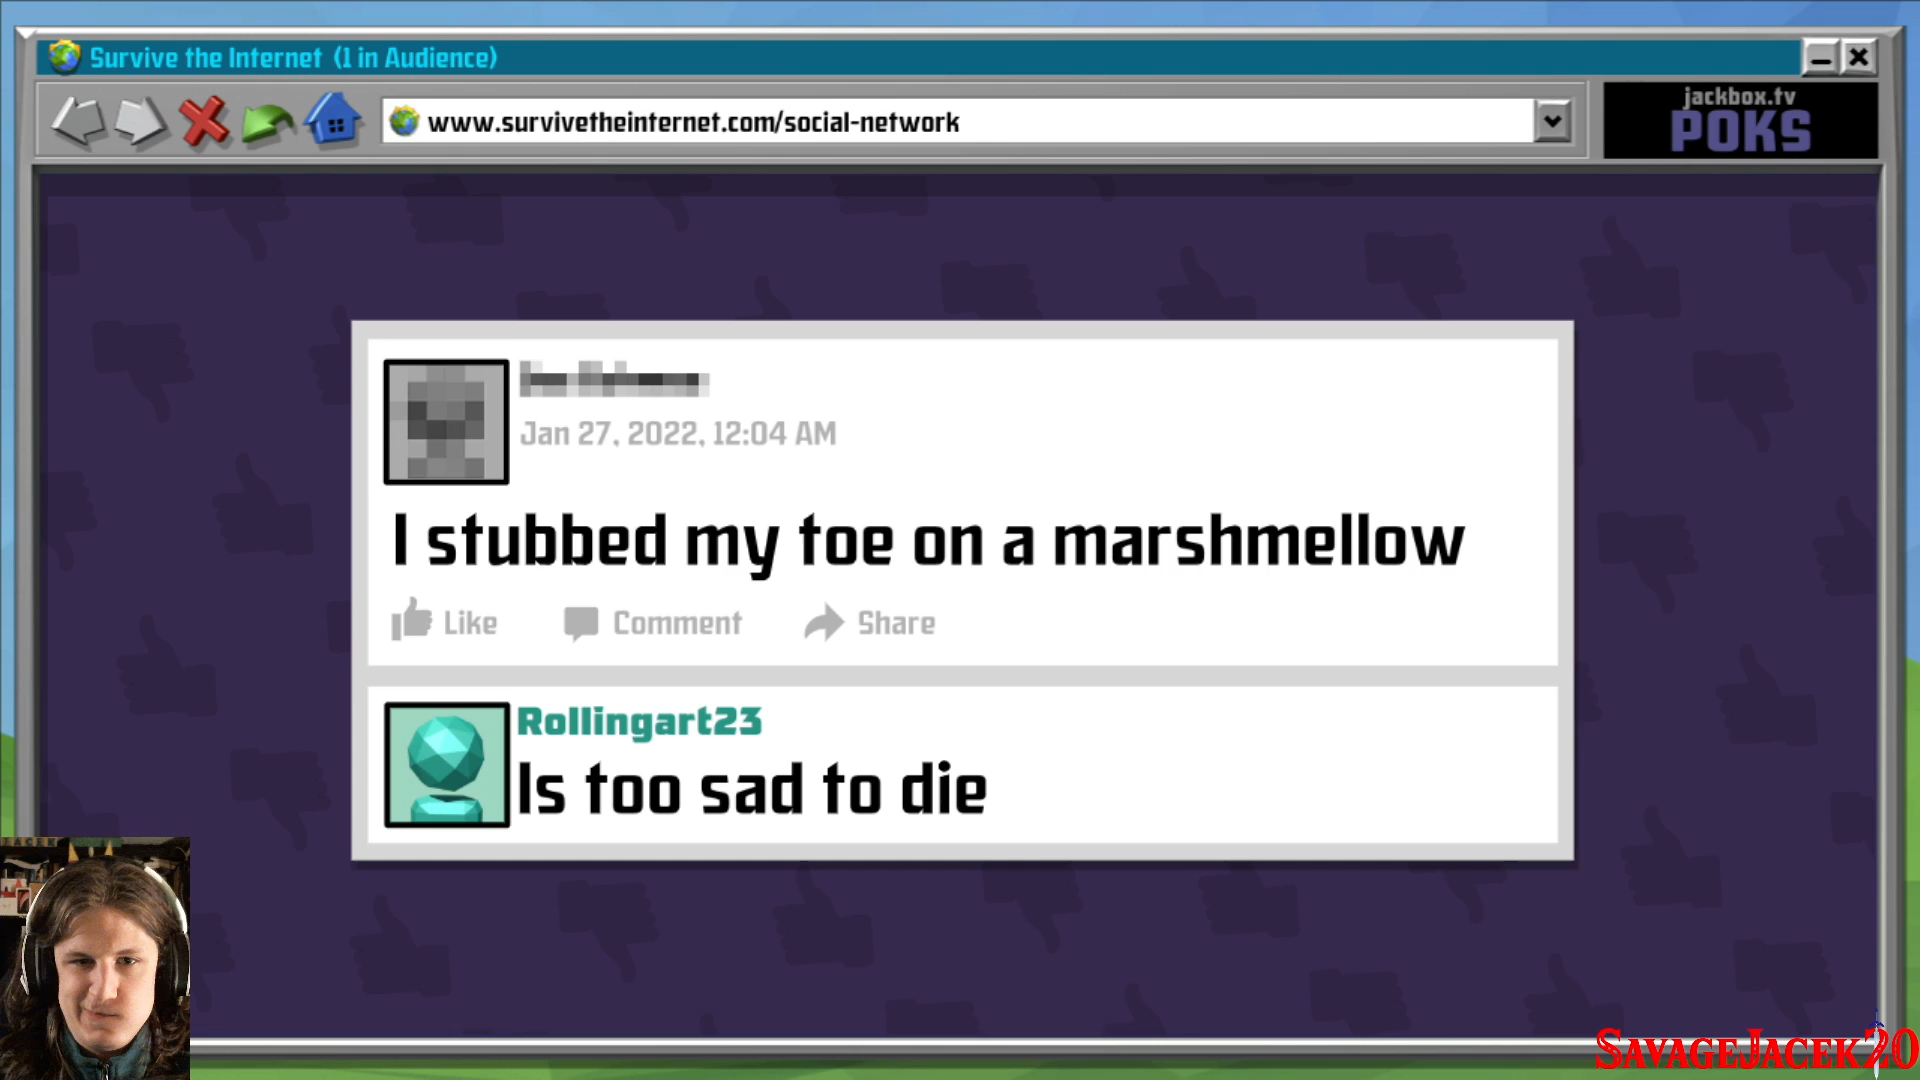 Survive the Internet (1 in Audience)
www.survivetheinternet.com/social-network
jackbox.tv
POKS
Jan 27, 2022, 12:04 AM
I stubbed my toe on a marshmellow
Like Comment Share
Rollingart23
Is too sad to die
SavageJacek20